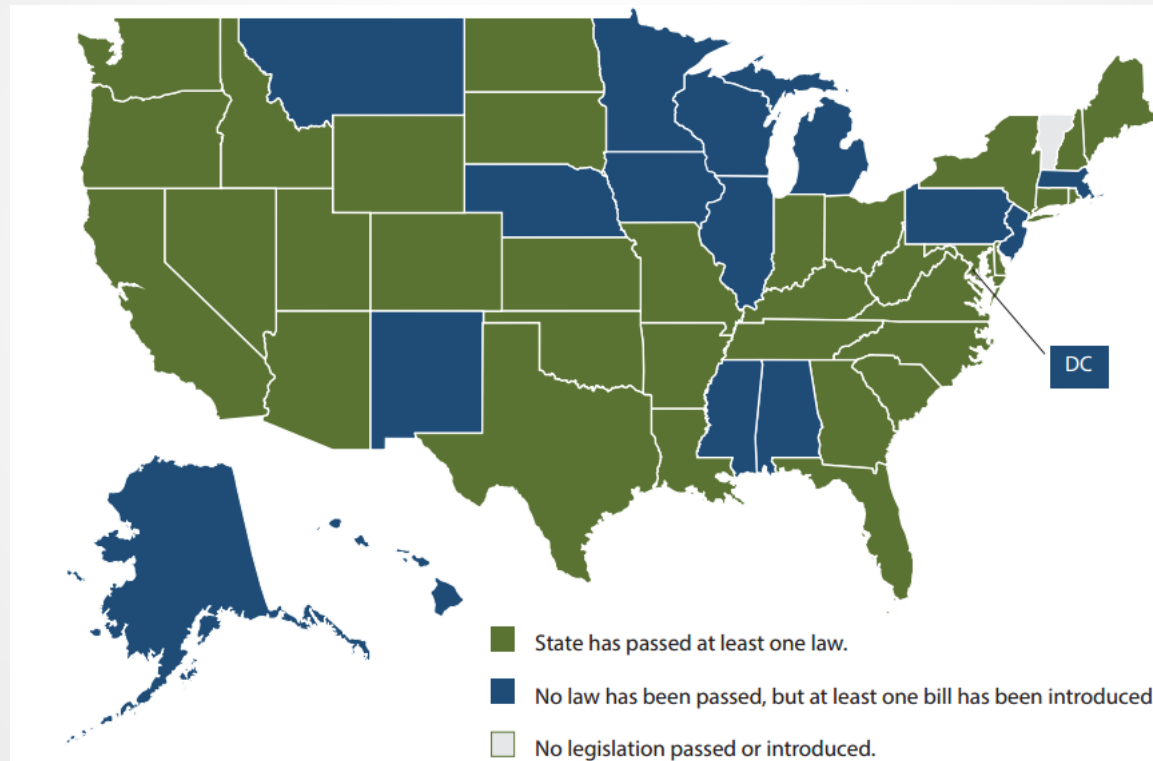 DC
State has passed at least one law.
No law has been passed, but at least one bill has been introduced
No legislation passed or introduced.